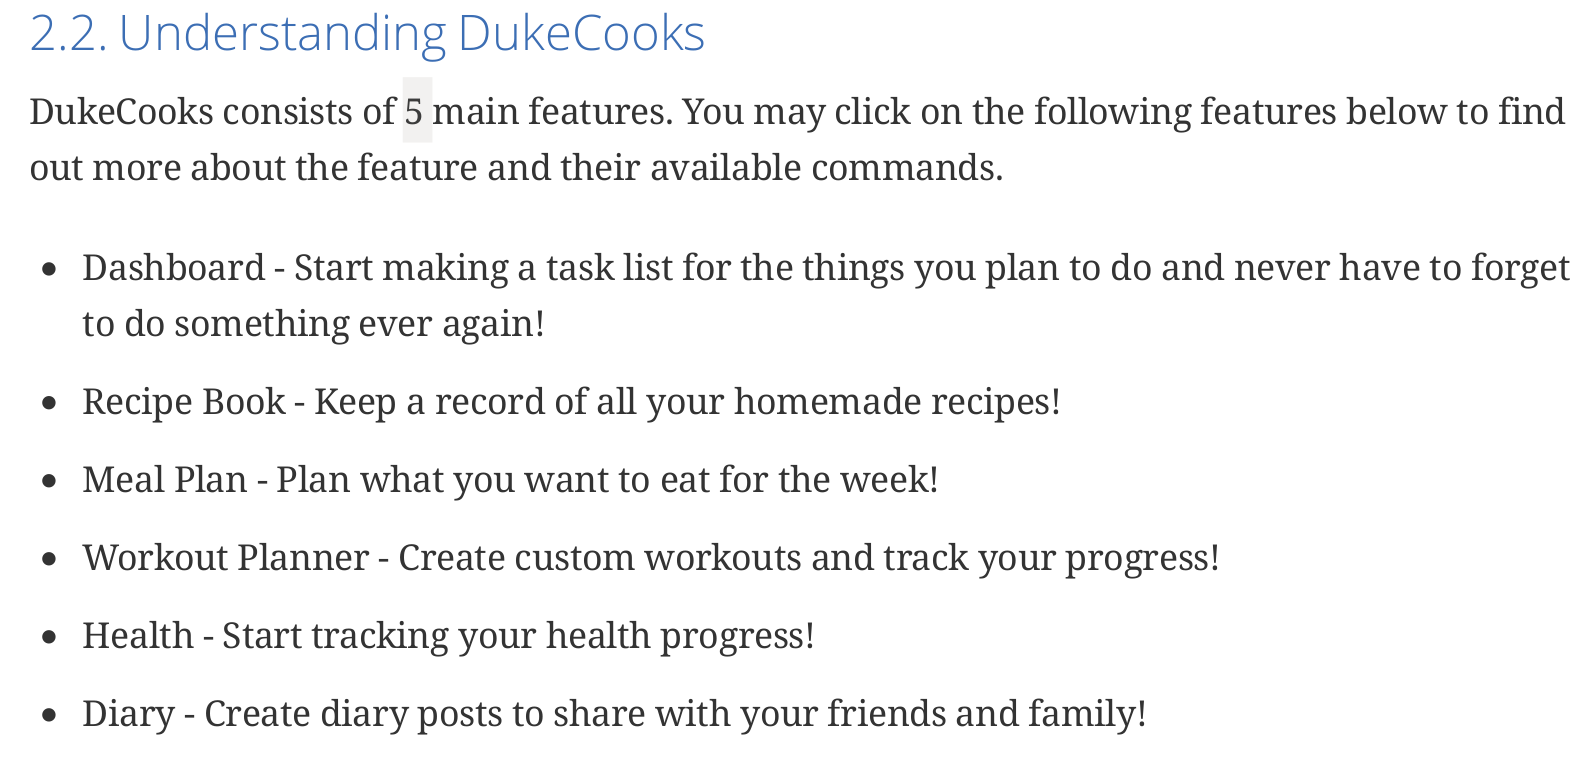 2.2. Understanding DukeCooks
DukeCooks consists of 5 main features. You may click on the following features below to find
out more about the feature and their available commands.
• Dashboard - Start making a task list for the things you plan to do and never have to forget
to do something ever again!
• Recipe Book - Keep a record of all your homemade recipes!
• Meal Plan - Plan what you want to eat for the week!
• Workout Planner - Create custom workouts and track your progress!
• Health - Start tracking your health progress!
• Diary - Create diary posts to share with your friends and family!